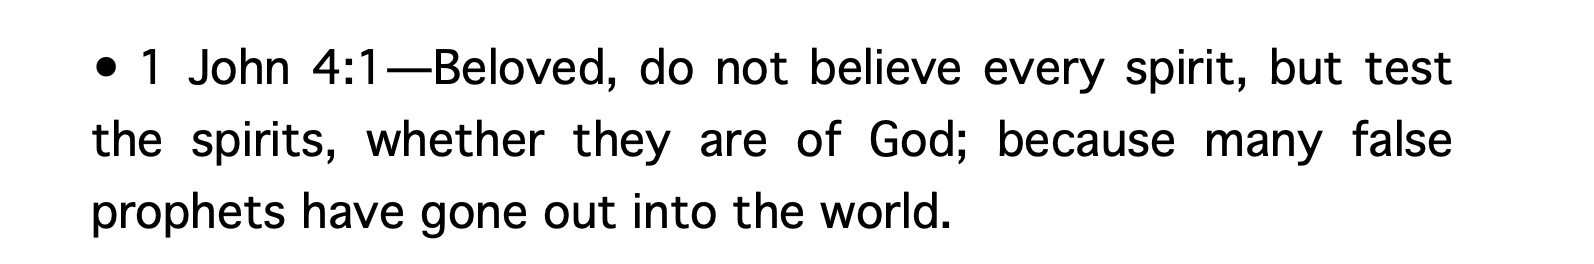 • 1 John 4:1—Beloved, do not believe every spirit, but test
the spirits, whether they are of God; because many false
prophets have gone out into the world.